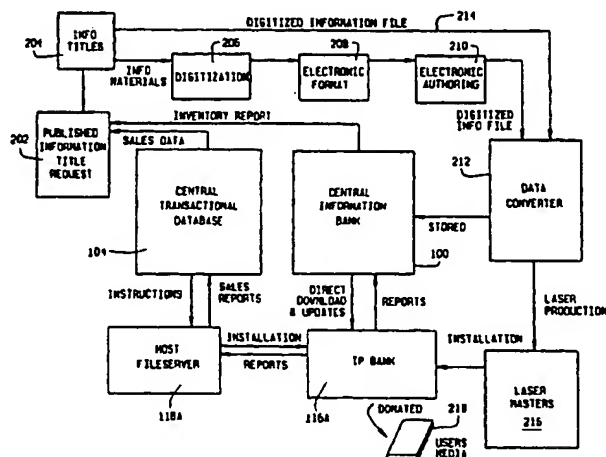 DIGITIZED INFORMATION FILE
214
INFO
TITLES
204
206
208
210
INFO
MATERIALS
DIGITIZATION
ELECTRONIC
FORMAT
ELECTRONIC
AUTHORING
INVENTORY REPORT
DIGITIZED
INFO FILE
202
PUBLISHED
INFORMATION
TITLE
REQUEST
SALES DATA
212
CENTRAL
TRANSACTIONAL
DATABASE
104
CENTRAL
INFORMATION
BANK
100
STORED
DATA
CONVERTER
INSTRUCTIONS
SALES
REPORTS
DIRECT
DOWNLOAD
& UPDATES
REPORTS
LASER
PRODUCTION
MOST
FILESERVER
118A
INSTALLATION
REPORTS
IP BANK
116A
INSTALLATION
LASER
MASTERS
216
DONATED
218
USERS
MEDIA